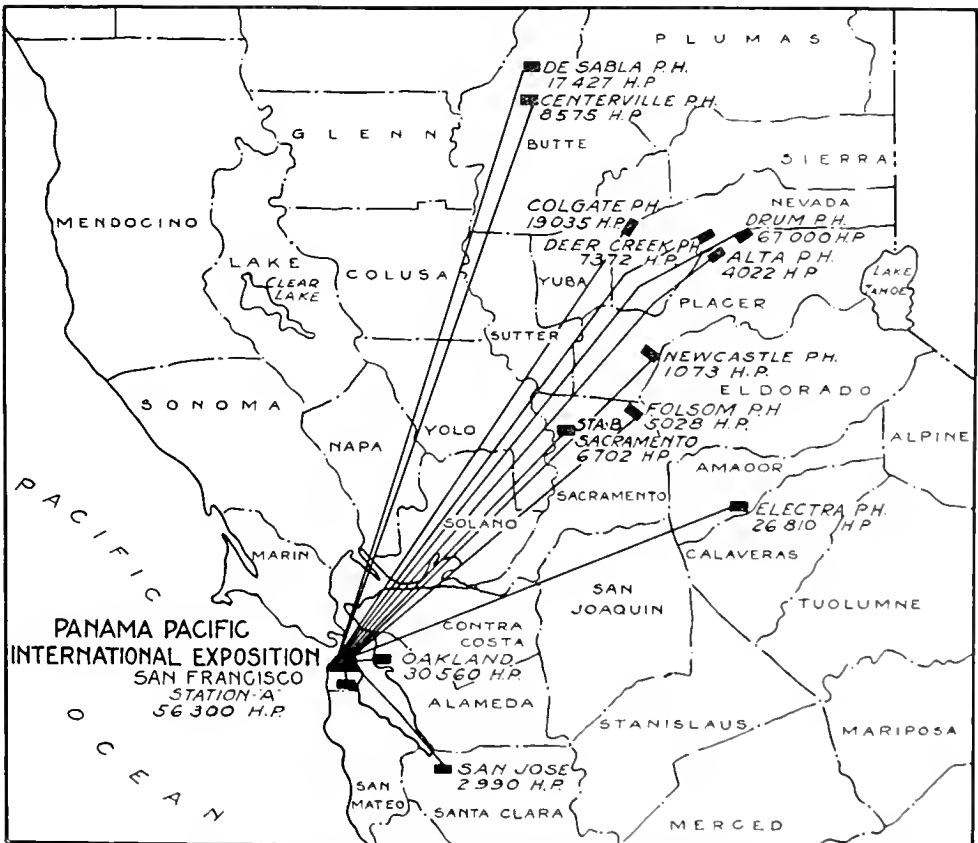 PLUMAS
DE SABLA P.H.
17427 H.P
CENTERVILLE P.H.
8575 H.P
GLENN
BUTTE
SIERRA
MENDOCINO
COLGATE P.H.
19035 H.P.
NEVADA
DRUM P.H.
67000 H.P
DEER CREEK P.H
7372 H.P.
ALTA P.H.
4022 H.P
LAKE
CLEAR
LAKE
COLUSA
YUBA
PLACER
LAKE
TAHOE
SUTTER
NEWCASTLE P.H.
1073 H.P.
ELDORADO
SONOMA
NAPA
YOLO
FOLSOM P.H
5028 H.P.
STA.B.
SACRAMENTO
6702 H.P.
ALPINE
AMADOR
SACRAMENTO
ELECTRA P.H.
26810 H P
SOLANO
CALAVERAS
MARIN
SAN
JOAQUIN
TUOLUMNE
PACIFIC
OCEAN
CONTRA
COSTA
PANAMA PACIFIC
INTERNATIONAL EXPOSITION
SAN FRANCISCO
STATION-"A"
56300 H.P.
OAKLAND
30560 H.P.
ALAMEDA
STANISLAUS
MARIPOSA
SAN JOSE
2990 H.P.
SAN
MATEO
SANTA CLARA
MERCED